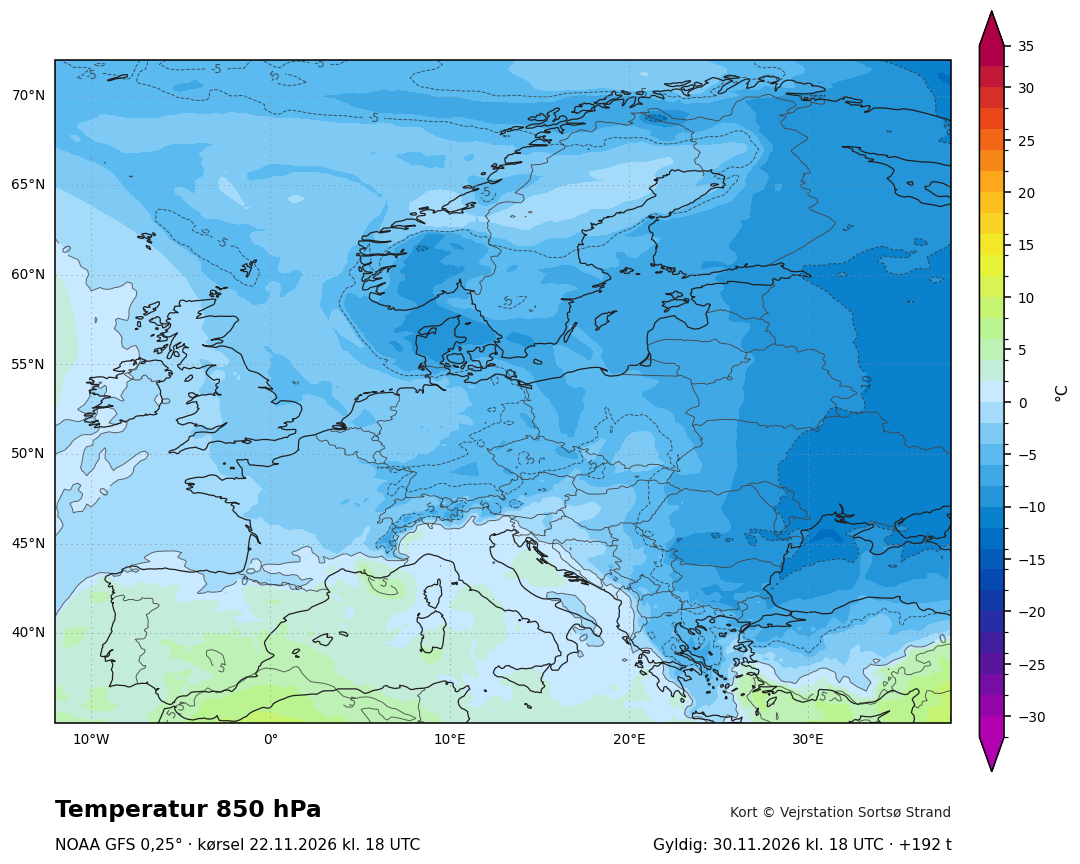 70°N
65°N
60°N
55°N
50°N
45°N
40°N
10°W
0°
10°E
20°E
30°E
35
30
25
20
15
10
5
0
−5
−10
−15
−20
−25
−30
°C
Temperatur 850 hPa
Kort © Vejrstation Sortsø Strand
NOAA GFS 0,25° · kørsel 22.11.2026 kl. 18 UTC
Gyldig: 30.11.2026 kl. 18 UTC · +192 t